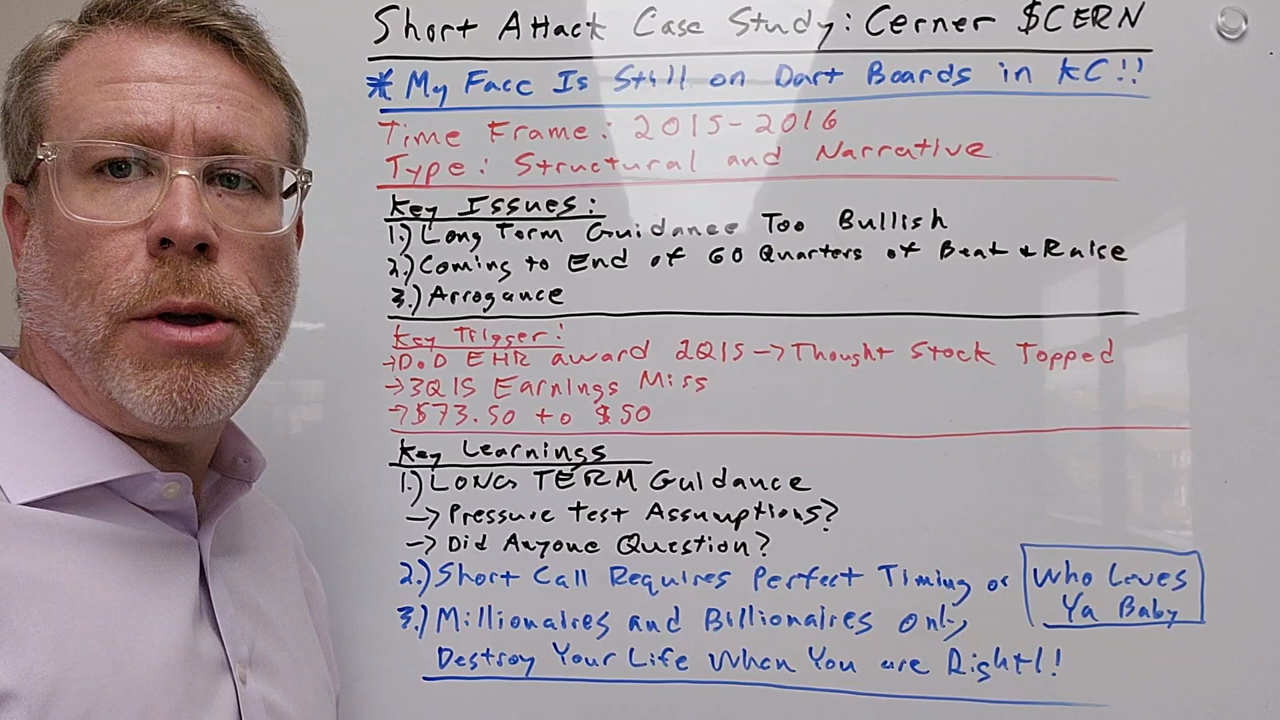 Short Attack Case Study: Cerner $CERN
* My Face Is Still on Dart Boards in KC!!
Time Frame: 2015-2016
Type: Structural and Narrative
Key Issues:
1.) Long Term Guidance Too Bullish
2.) Coming to End of 60 Quarters of Beat & Raise
3.) Arrogance
Key Trigger:
→ DoD EHR award 2Q15 → Thought Stock Topped
→ 3Q15 Earnings Miss
→ $73.50 to $50
Key Learnings
1.) LONG TERM Guidance
→ Pressure Test Assumptions?
→ Did Anyone Question?
2.) Short Call Requires Perfect Timing or Who Loves
Ya Baby
3.) Millionaires and Billionaires Only
Destroy Your Life When You are Right!!